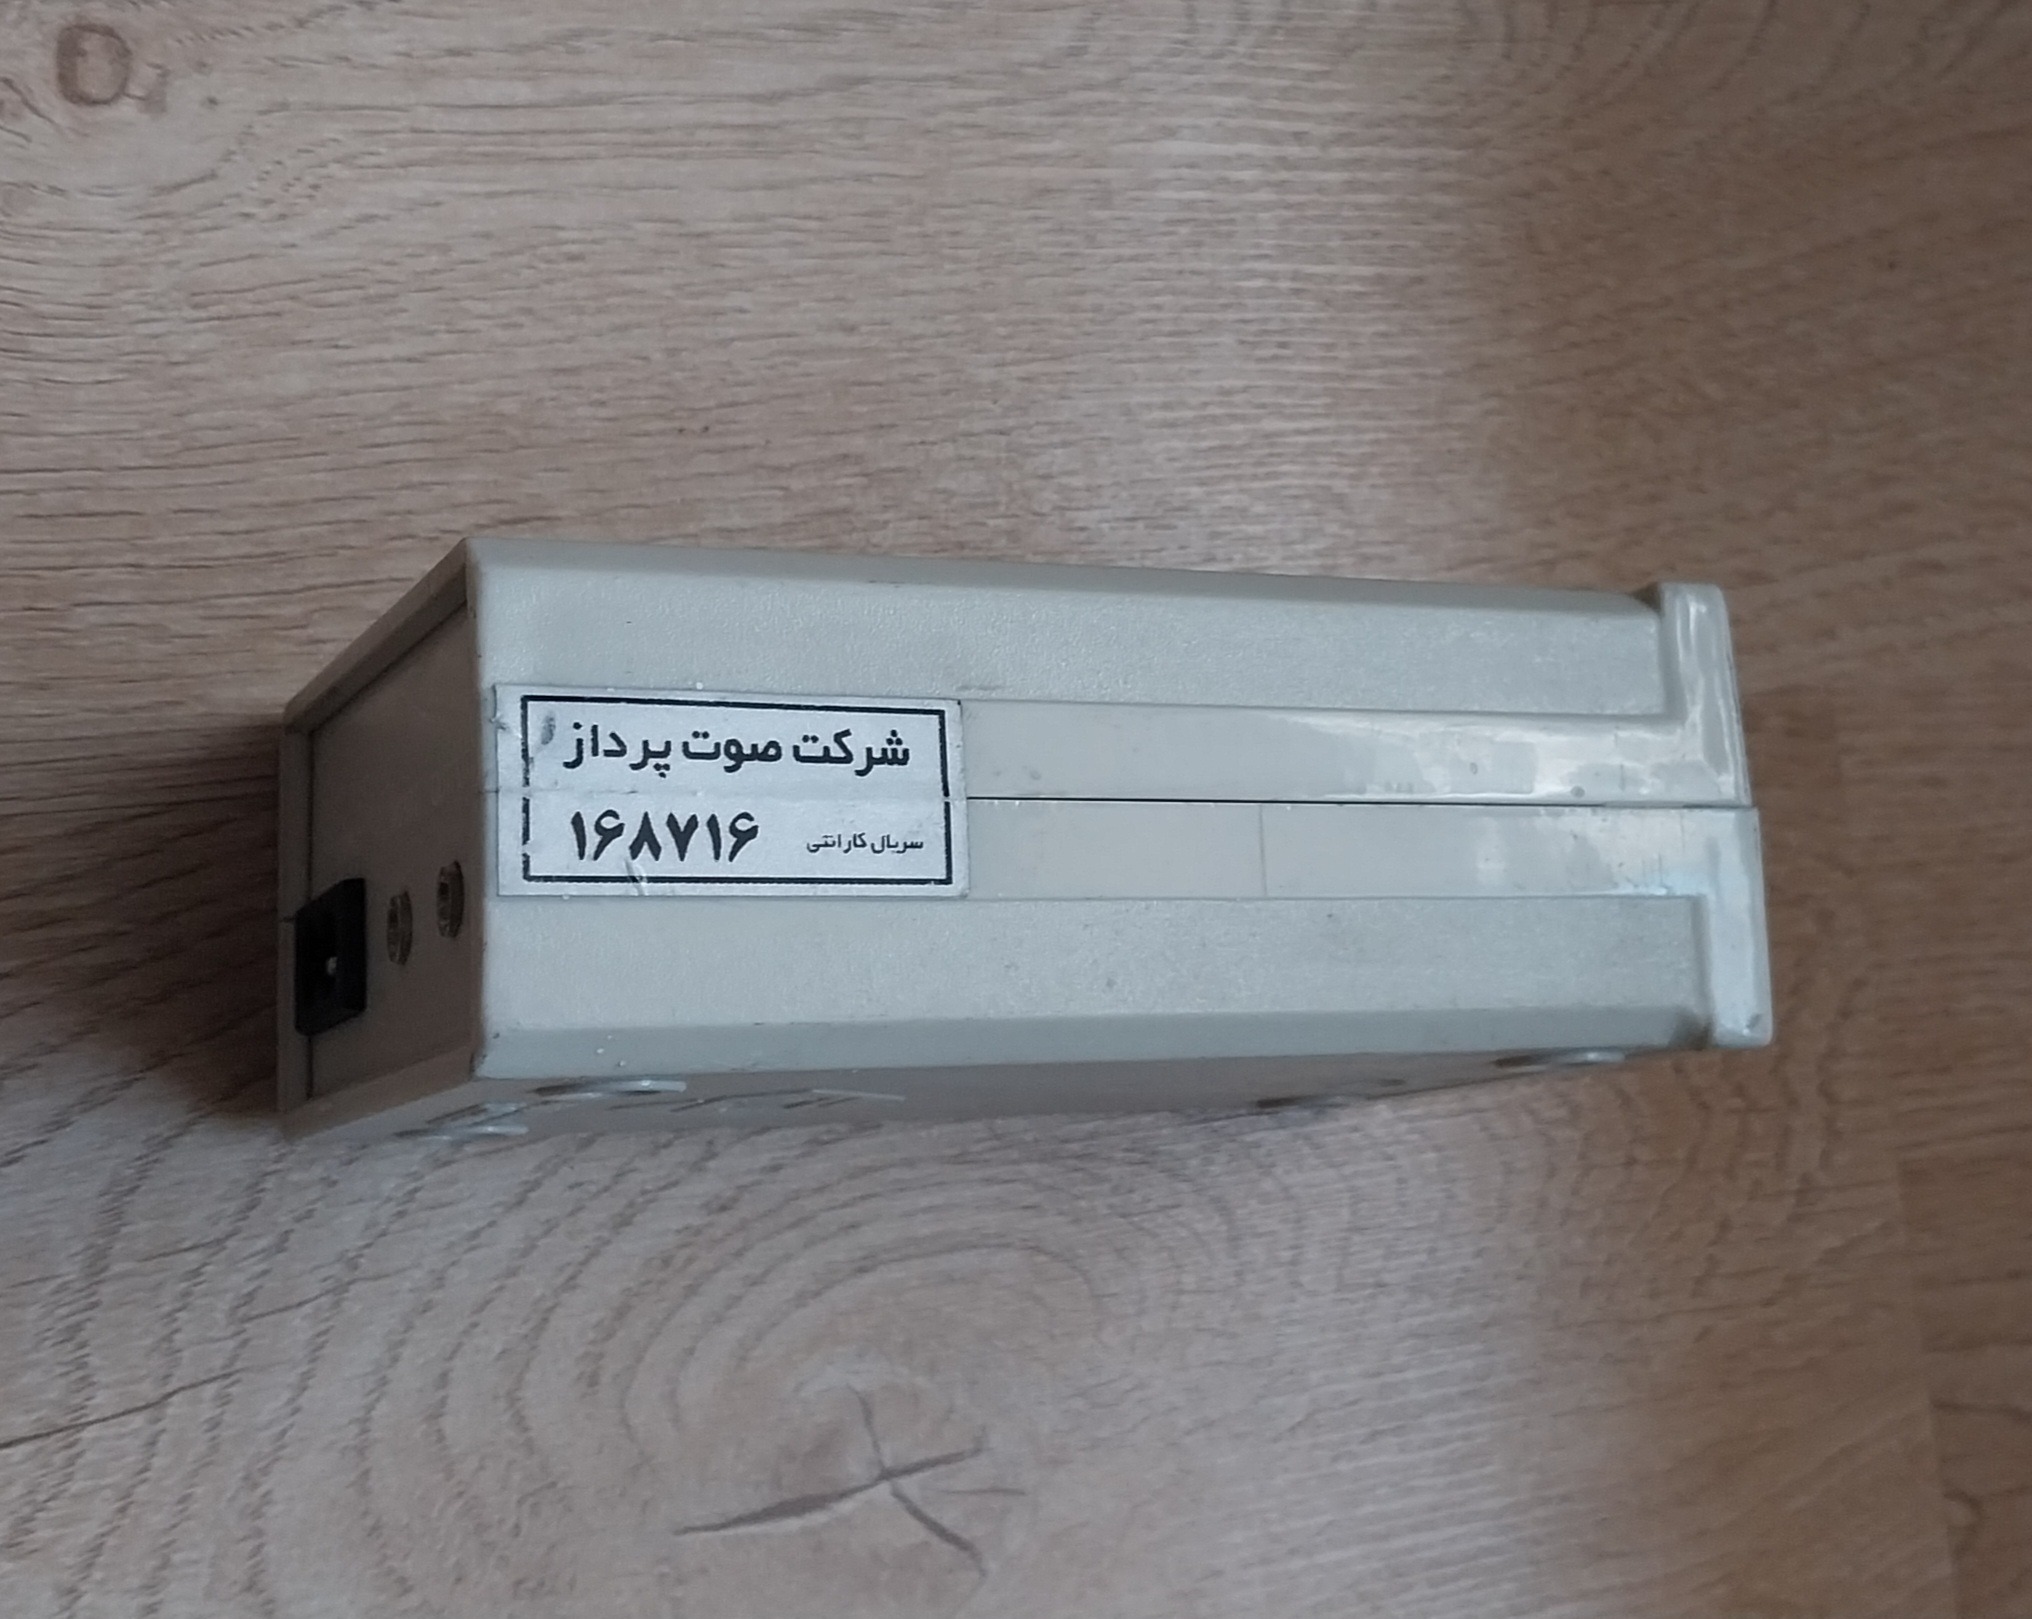 شرکت صوت پرداز
سریال گارانتی ۱۶۸۷۱۶